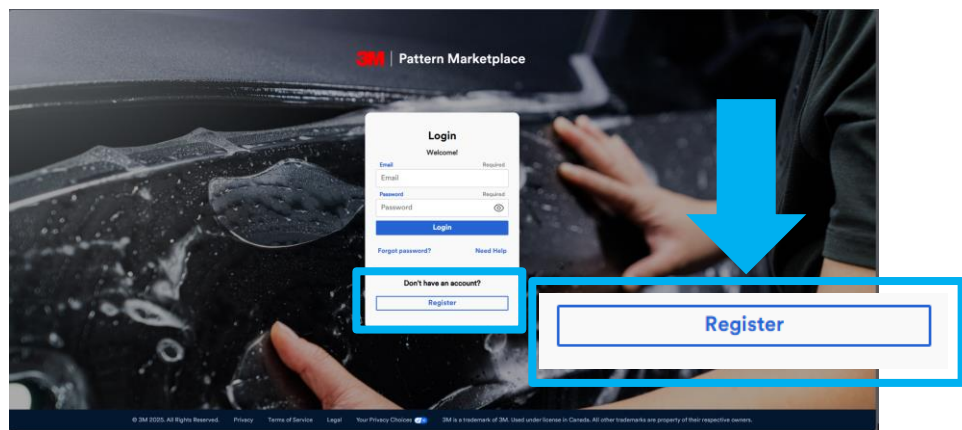 3M | Pattern Marketplace
Login
Welcome!
Email Required
Email
Password Required
Password
Login
Forgot password? Need Help
Don't have an account?
Register
Register
© 3M 2025. All Rights Reserved. Privacy Terms of Service Legal Your Privacy Choices 3M is a trademark of 3M. Used under license in Canada. All other trademarks are property of their respective owners.